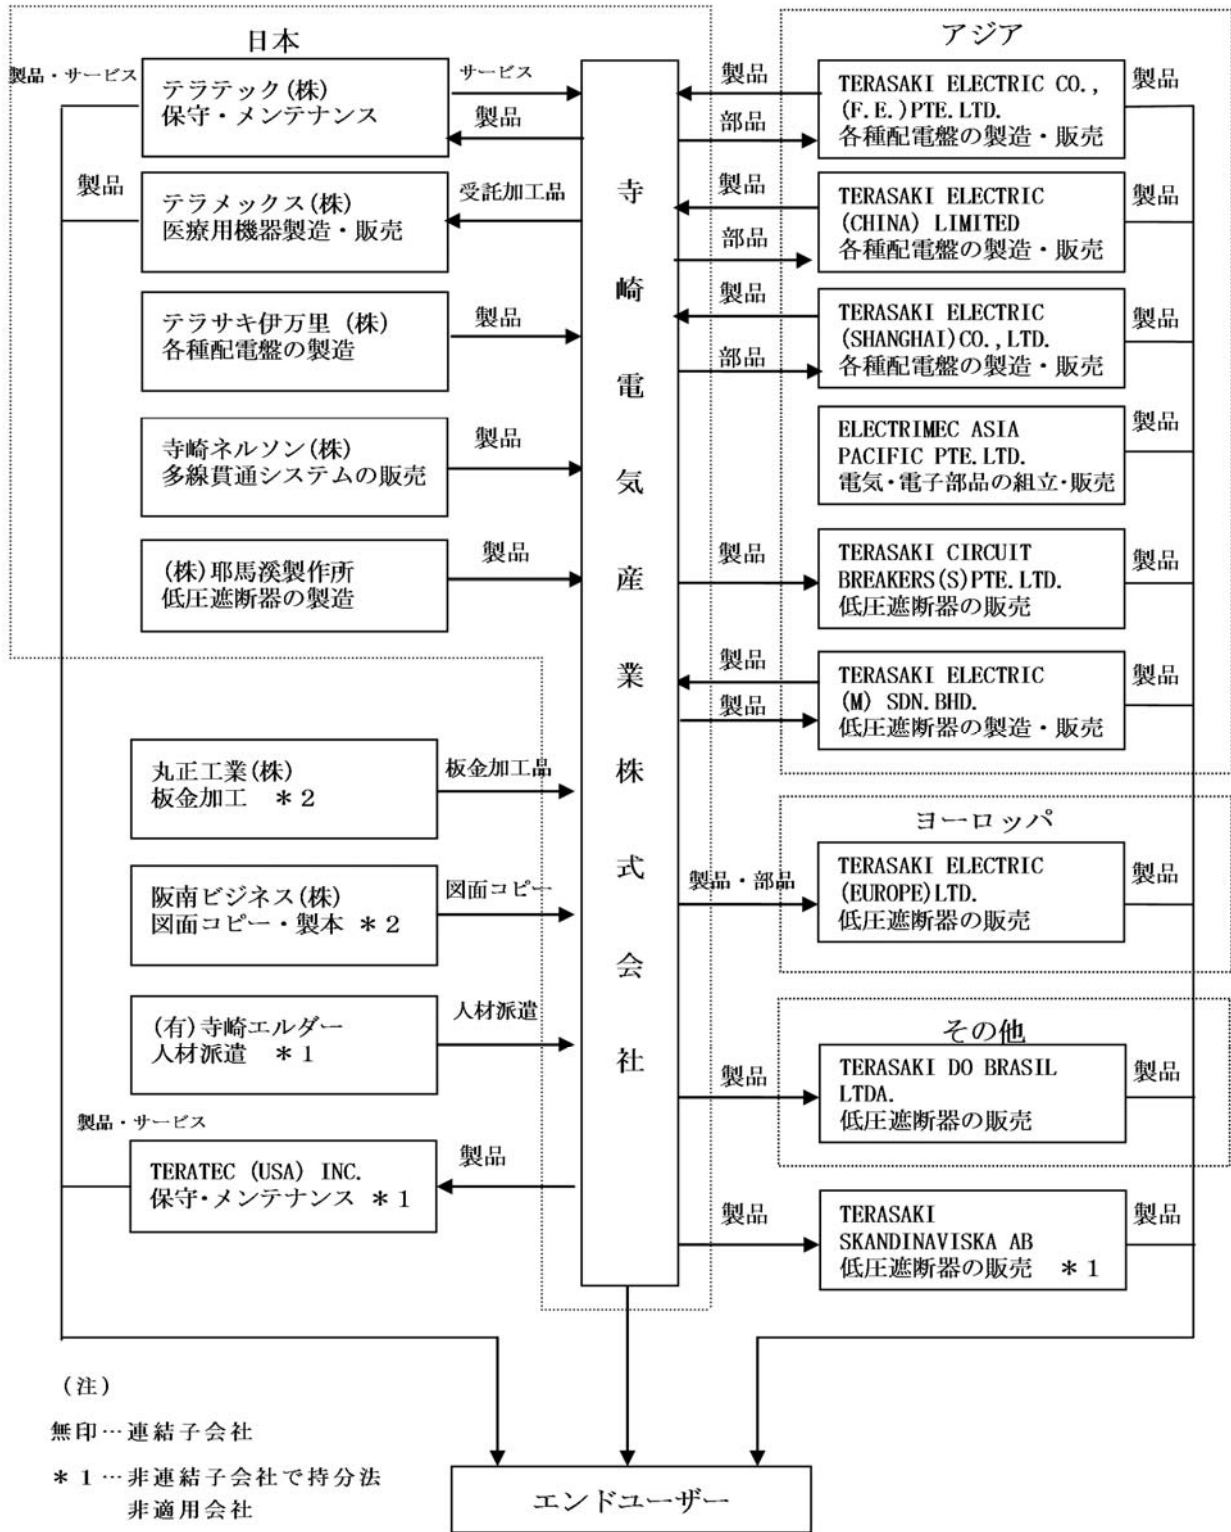 日本
製品・サービス
テラテック(株)
保守・メンテナンス
サービス
製品
製品
テラメックス(株)
医療用機器製造・販売
受託加工品
テラサキ伊万里 (株)
各種配電盤の製造
製品
寺崎ネルソン(株)
多線貫通システムの販売
製品
(株)耶馬溪製作所
低圧遮断器の製造
製品
丸正工業(株)
板金加工 *2
板金加工品
阪南ビジネス(株)
図面コピー・製本 *2
図面コピー
(有)寺崎エルダー
人材派遣 *1
人材派遣
製品・サービス
TERATEC (USA) INC.
保守・メンテナンス *1
製品
寺崎電気産業株式会社
アジア
製品
部品
TERASAKI ELECTRIC CO.,
(F.E.)PTE.LTD.
各種配電盤の製造・販売
製品
製品
部品
TERASAKI ELECTRIC
(CHINA) LIMITED
各種配電盤の製造・販売
製品
製品
部品
TERASAKI ELECTRIC
(SHANGHAI)CO.,LTD.
各種配電盤の製造・販売
製品
ELECTRIMEC ASIA
PACIFIC PTE.LTD.
電気・電子部品の組立・販売
製品
製品
TERASAKI CIRCUIT
BREAKERS(S)PTE.LTD.
低圧遮断器の販売
製品
製品
製品
TERASAKI ELECTRIC
(M) SDN.BHD.
低圧遮断器の製造・販売
製品
ヨーロッパ
製品・部品
TERASAKI ELECTRIC
(EUROPE)LTD.
低圧遮断器の販売
製品
その他
製品
TERASAKI DO BRASIL
LTDA.
低圧遮断器の販売
製品
製品
TERASAKI
SKANDINAVISKA AB
低圧遮断器の販売 *1
製品
(注)
無印…連結子会社
*1…非連結子会社で持分法
非適用会社
エンドユーザー